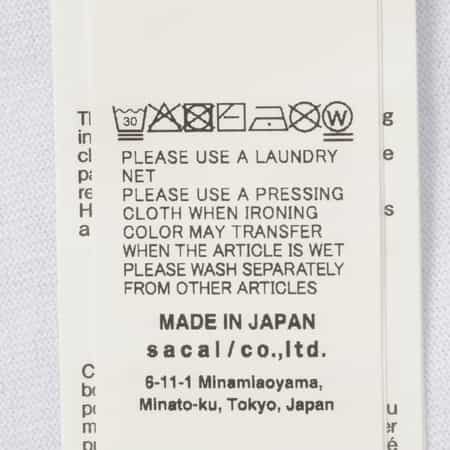 30
W
PLEASE USE A LAUNDRY
NET
PLEASE USE A PRESSING
CLOTH WHEN IRONING
COLOR MAY TRANSFER
WHEN THE ARTICLE IS WET
PLEASE WASH SEPARATELY
FROM OTHER ARTICLES
MADE IN JAPAN
sacai/co.,ltd.
6-11-1 Minamiaoyama,
Minato-ku, Tokyo, Japan